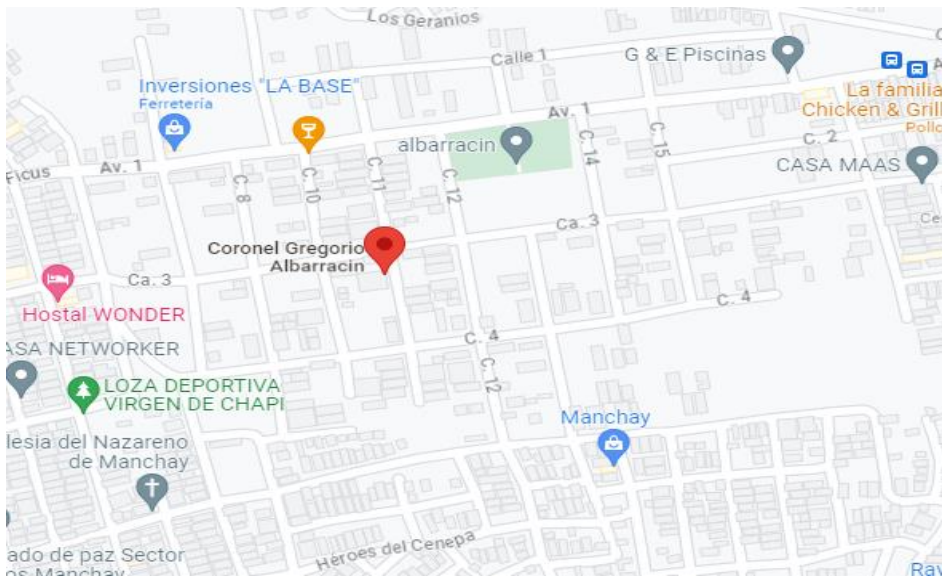 Los Geranios
Calle 1
G & E Piscinas
Inversiones "LA BASE"
Ferretería
La familia
Chicken & Grill
Pollo
Av. 1
albarracin
C. 14
C. 15
C. 2
CASA MAAS
Ficus
Av. 1
C. 8
C. 10
C. 11
C. 12
Ca. 3
Coronel Gregorio
Albarracin
Ca. 3
Hostal WONDER
C. 4
C. 4
ASA NETWORKER
C. 12
LOZA DEPORTIVA
VIRGEN DE CHAPI
Manchay
lesia del Nazareno
de Manchay
Héroes del Cenepa
ado de paz Sector
os Manchay